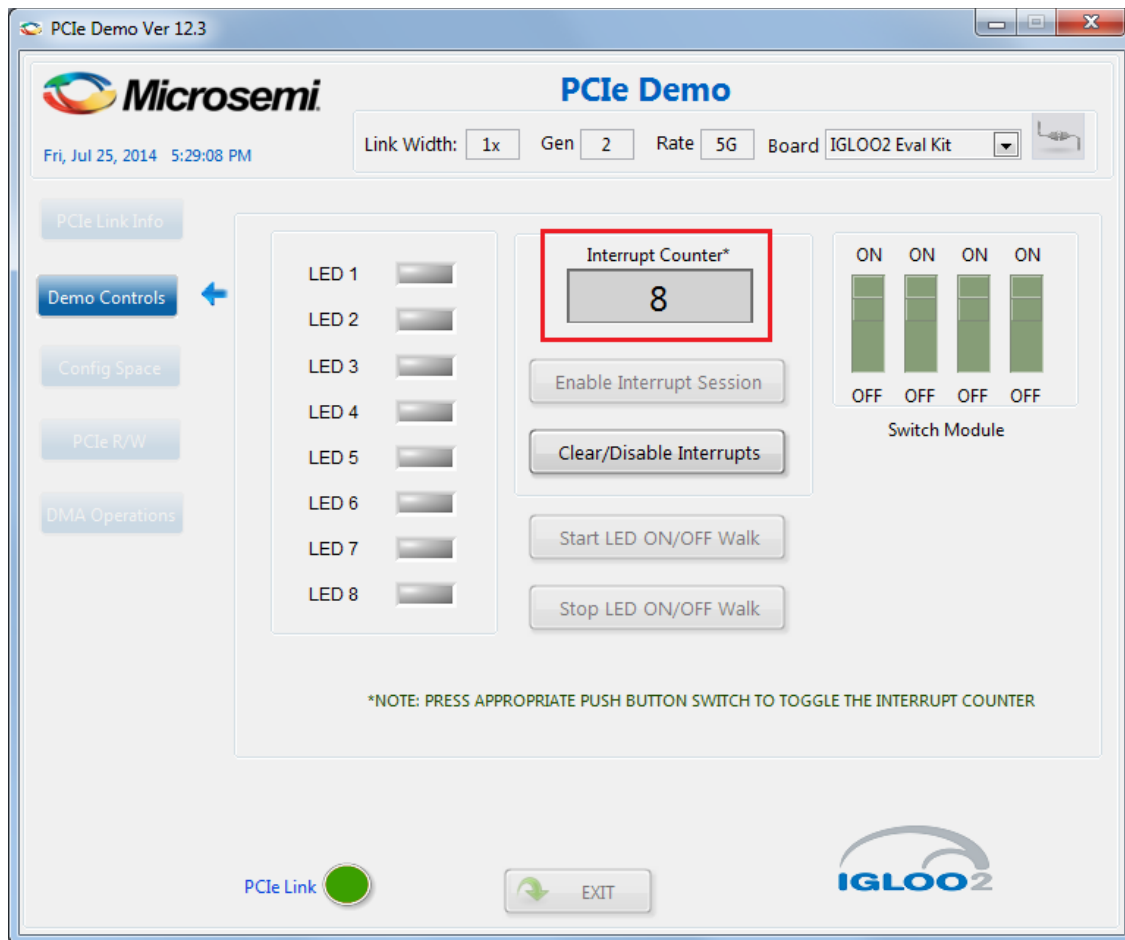 PCIe Demo Ver 12.3
Microsemi.
PCIe Demo
Fri, Jul 25, 2014 5:29:08 PM
Link Width: 1x Gen 2 Rate 5G Board IGLOO2 Eval Kit
PCIe Link Info
Demo Controls
Config Space
PCIe R/W
DMA Operations
LED 1
LED 2
LED 3
LED 4
LED 5
LED 6
LED 7
LED 8
Interrupt Counter*
8
Enable Interrupt Session
Clear/Disable Interrupts
Start LED ON/OFF Walk
Stop LED ON/OFF Walk
ON ON ON ON
OFF OFF OFF OFF
Switch Module
*NOTE: PRESS APPROPRIATE PUSH BUTTON SWITCH TO TOGGLE THE INTERRUPT COUNTER
PCIe Link
EXIT
IGLOO2